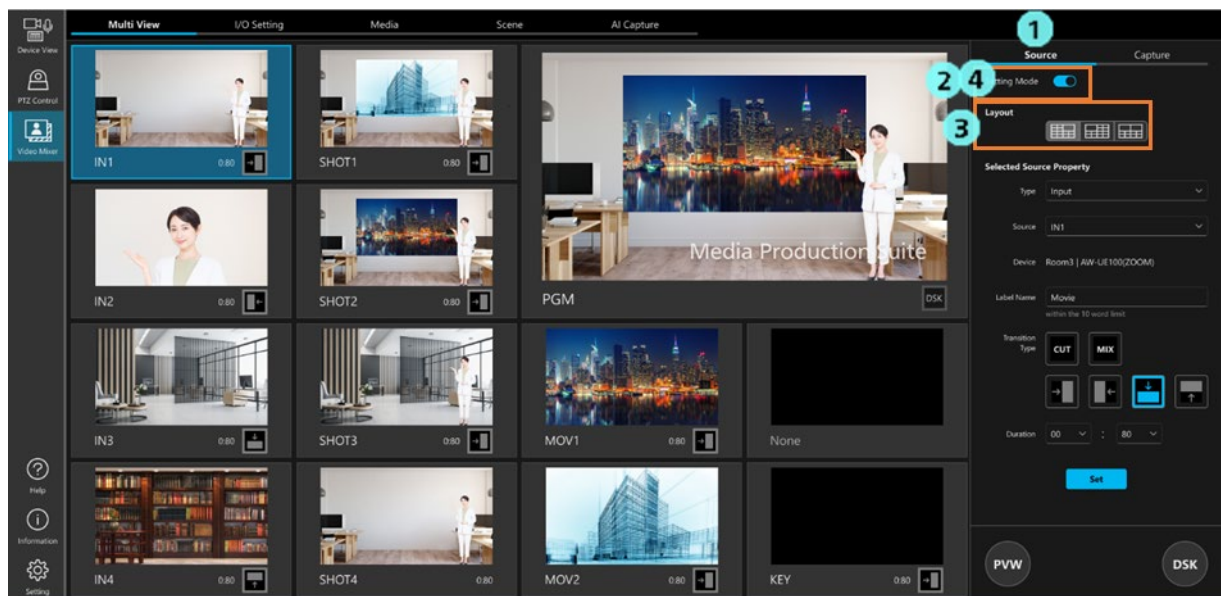 Device View
PTZ Control
Video Mixer
Help
Information
Setting
Multi View I/O Setting Media Scene AI Capture
IN1 0:80
SHOT1 0:80
IN2 0:80
SHOT2 0:80
Media Production Suite
PGM DSK
IN3 0:80
SHOT3 0:80
MOV1 0:80
None
IN4 0:80
SHOT4 0:80
MOV2 0:80
KEY 0:80
1
Source Capture
2 4 tting Mode
3 Layout
Selected Source Property
Type Input
Source IN1
Device Room3 | AW-UE100(ZOOM)
Label Name Movie
within the 10 word limit
Transition
Type CUT MIX
Duration 00 : 80
Set
PVW DSK